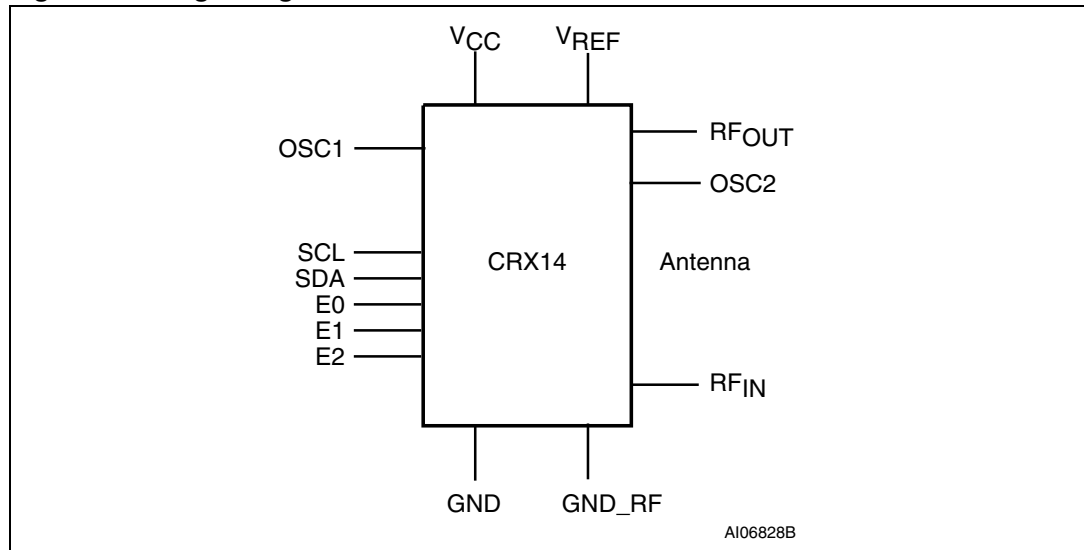 VCC VREF
RFOUT
OSC1
OSC2
SCL
CRX14 Antenna
SDA
E0
E1
E2
RFIN
GND GND_RF
AI06828B